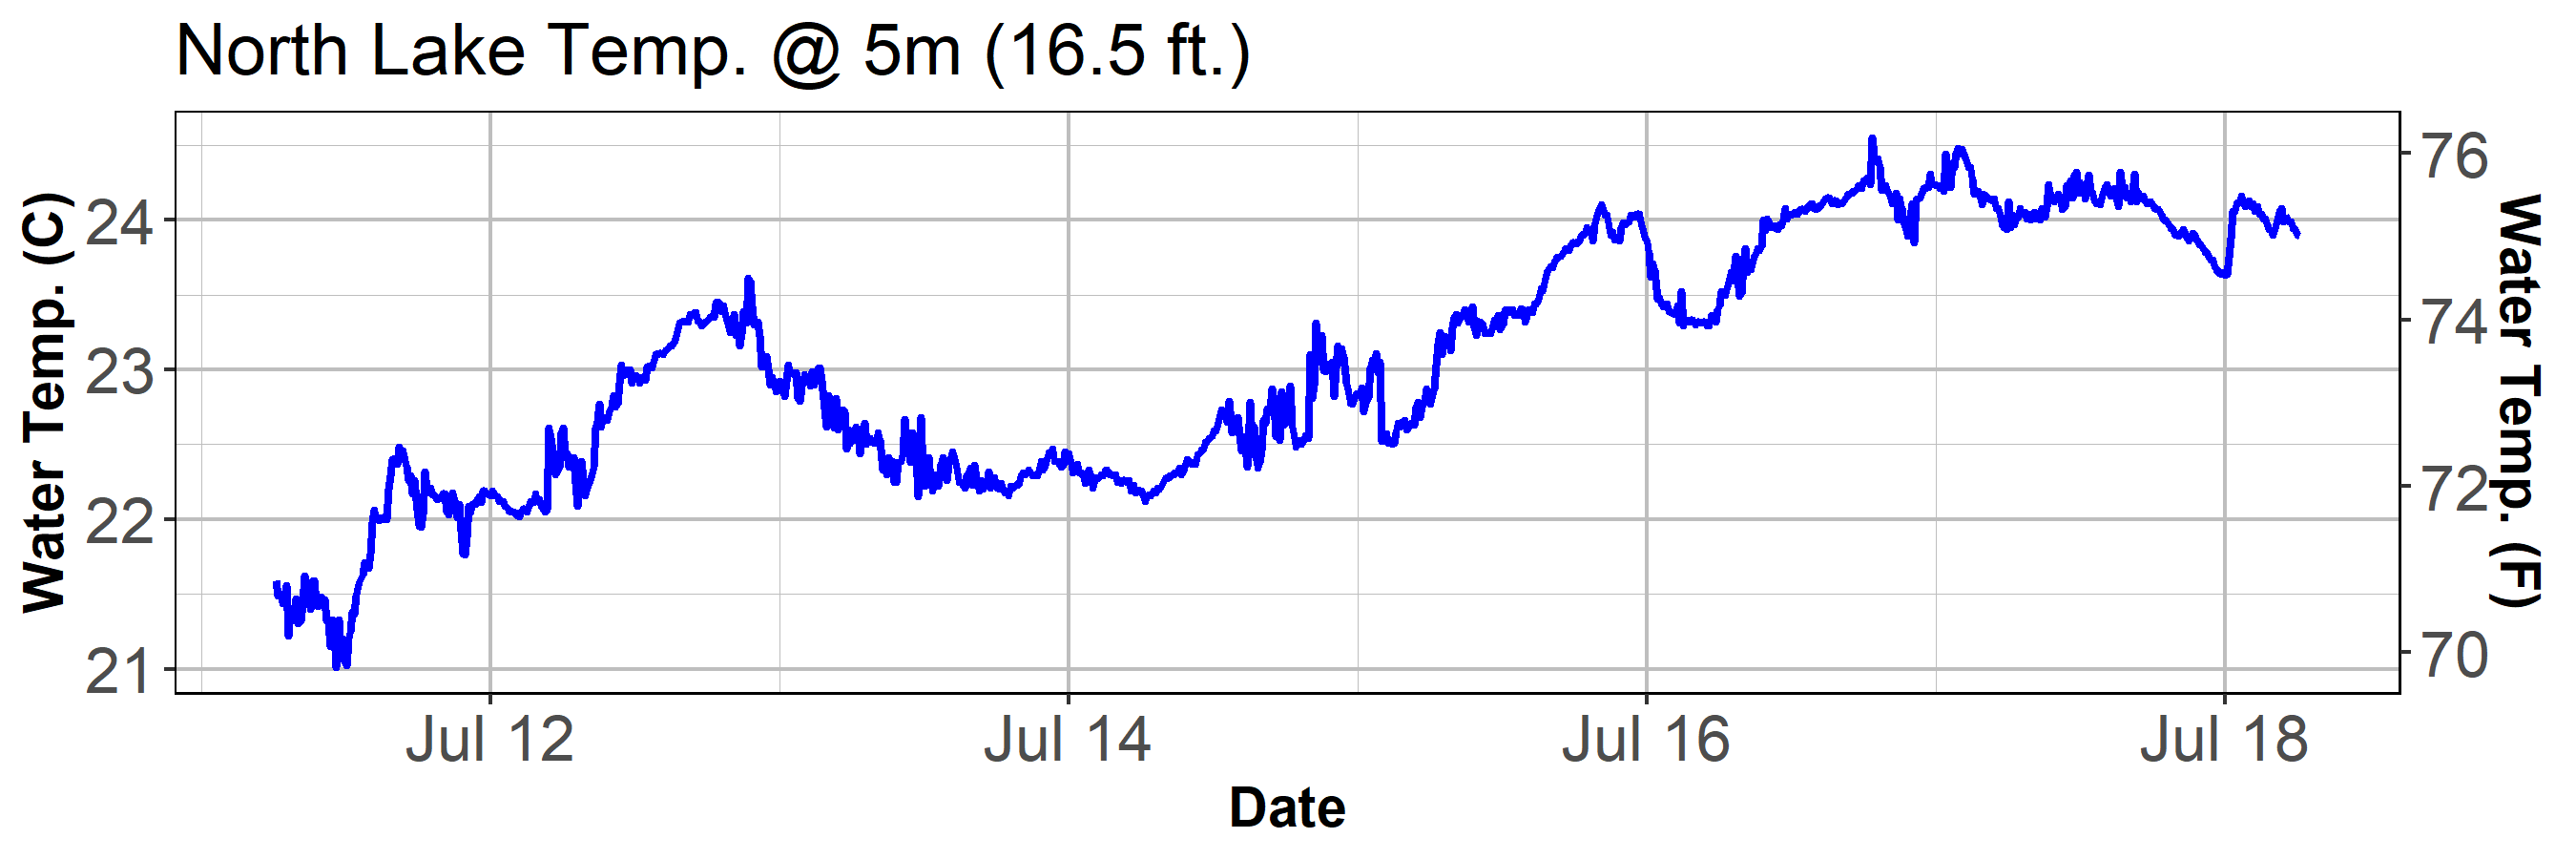 North Lake Temp. @ 5m (16.5 ft.)
Water Temp. (C)
24
23
22
21
76
74
72
70
Water Temp. (F)
Jul 12 Jul 14 Jul 16 Jul 18
Date